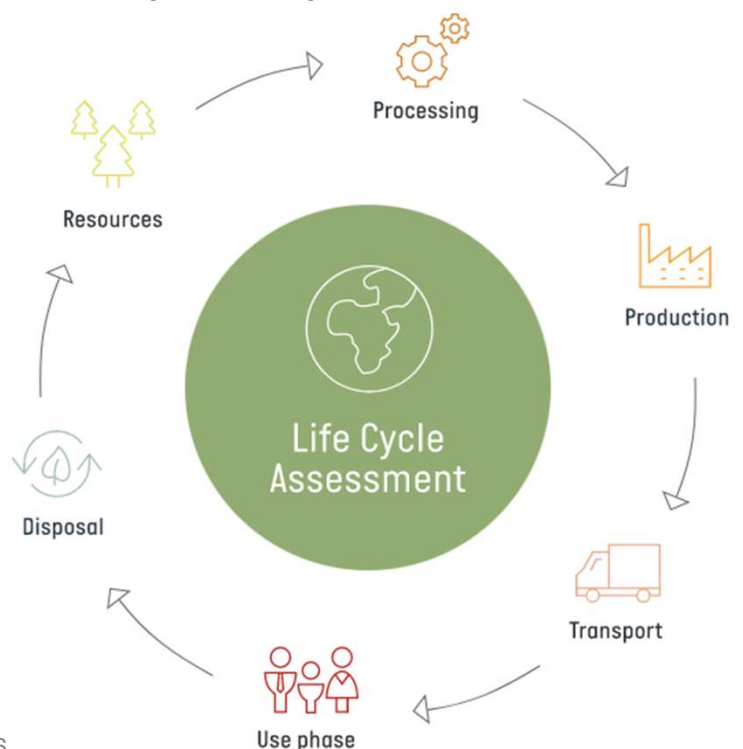 Processing
Resources
Production
Life Cycle
Assessment
Disposal
Transport
Use phase